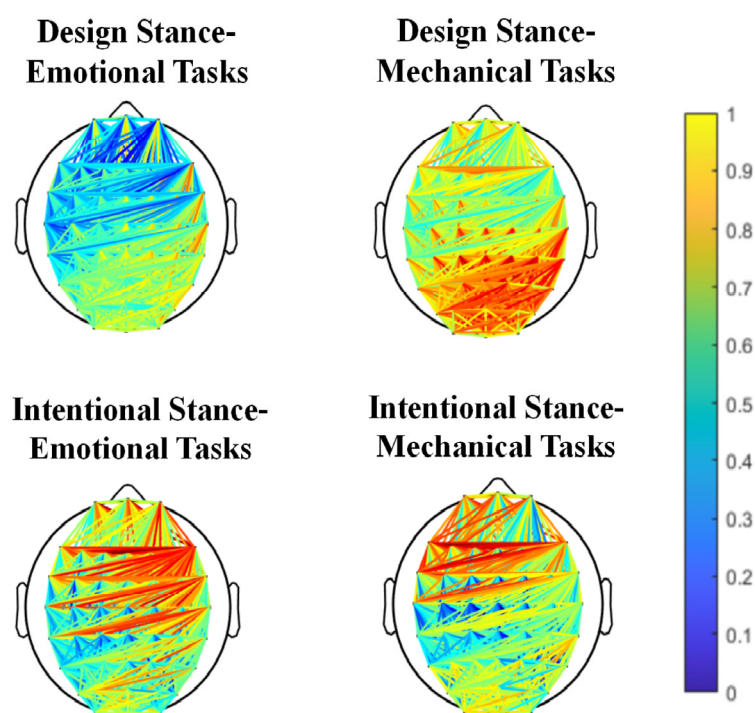 Design Stance-
Emotional Tasks
Design Stance-
Mechanical Tasks
Intentional Stance-
Emotional Tasks
Intentional Stance-
Mechanical Tasks
1
0.9
0.8
0.7
0.6
0.5
0.4
0.3
0.2
0.1
0